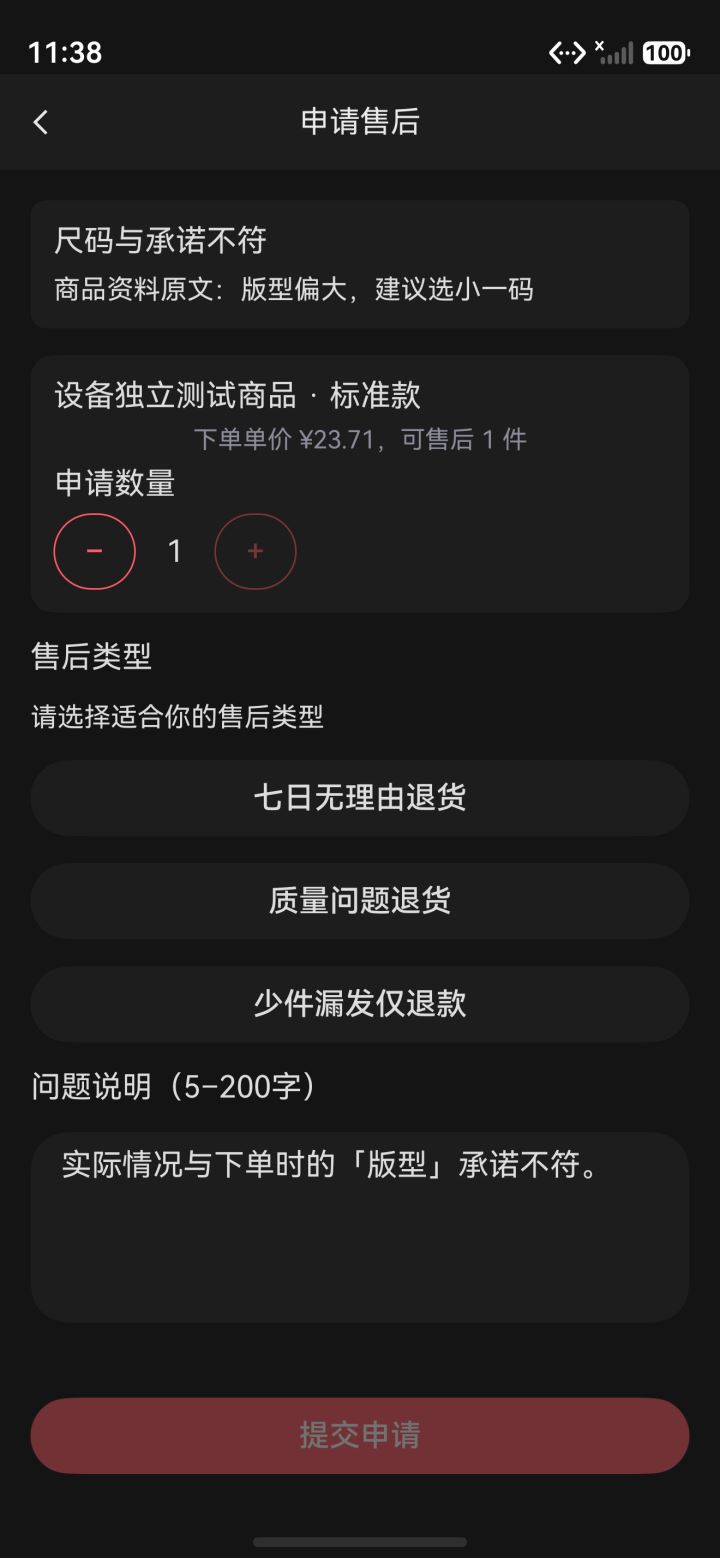 11:38
100
申请售后
尺码与承诺不符
商品资料原文：版型偏大，建议选小一码
设备独立测试商品 · 标准款
下单单价 ¥23.71，可售后 1 件
申请数量
− 1 +
售后类型
请选择适合你的售后类型
七日无理由退货
质量问题退货
少件漏发仅退款
问题说明（5–200字）
实际情况与下单时的「版型」承诺不符。
提交申请